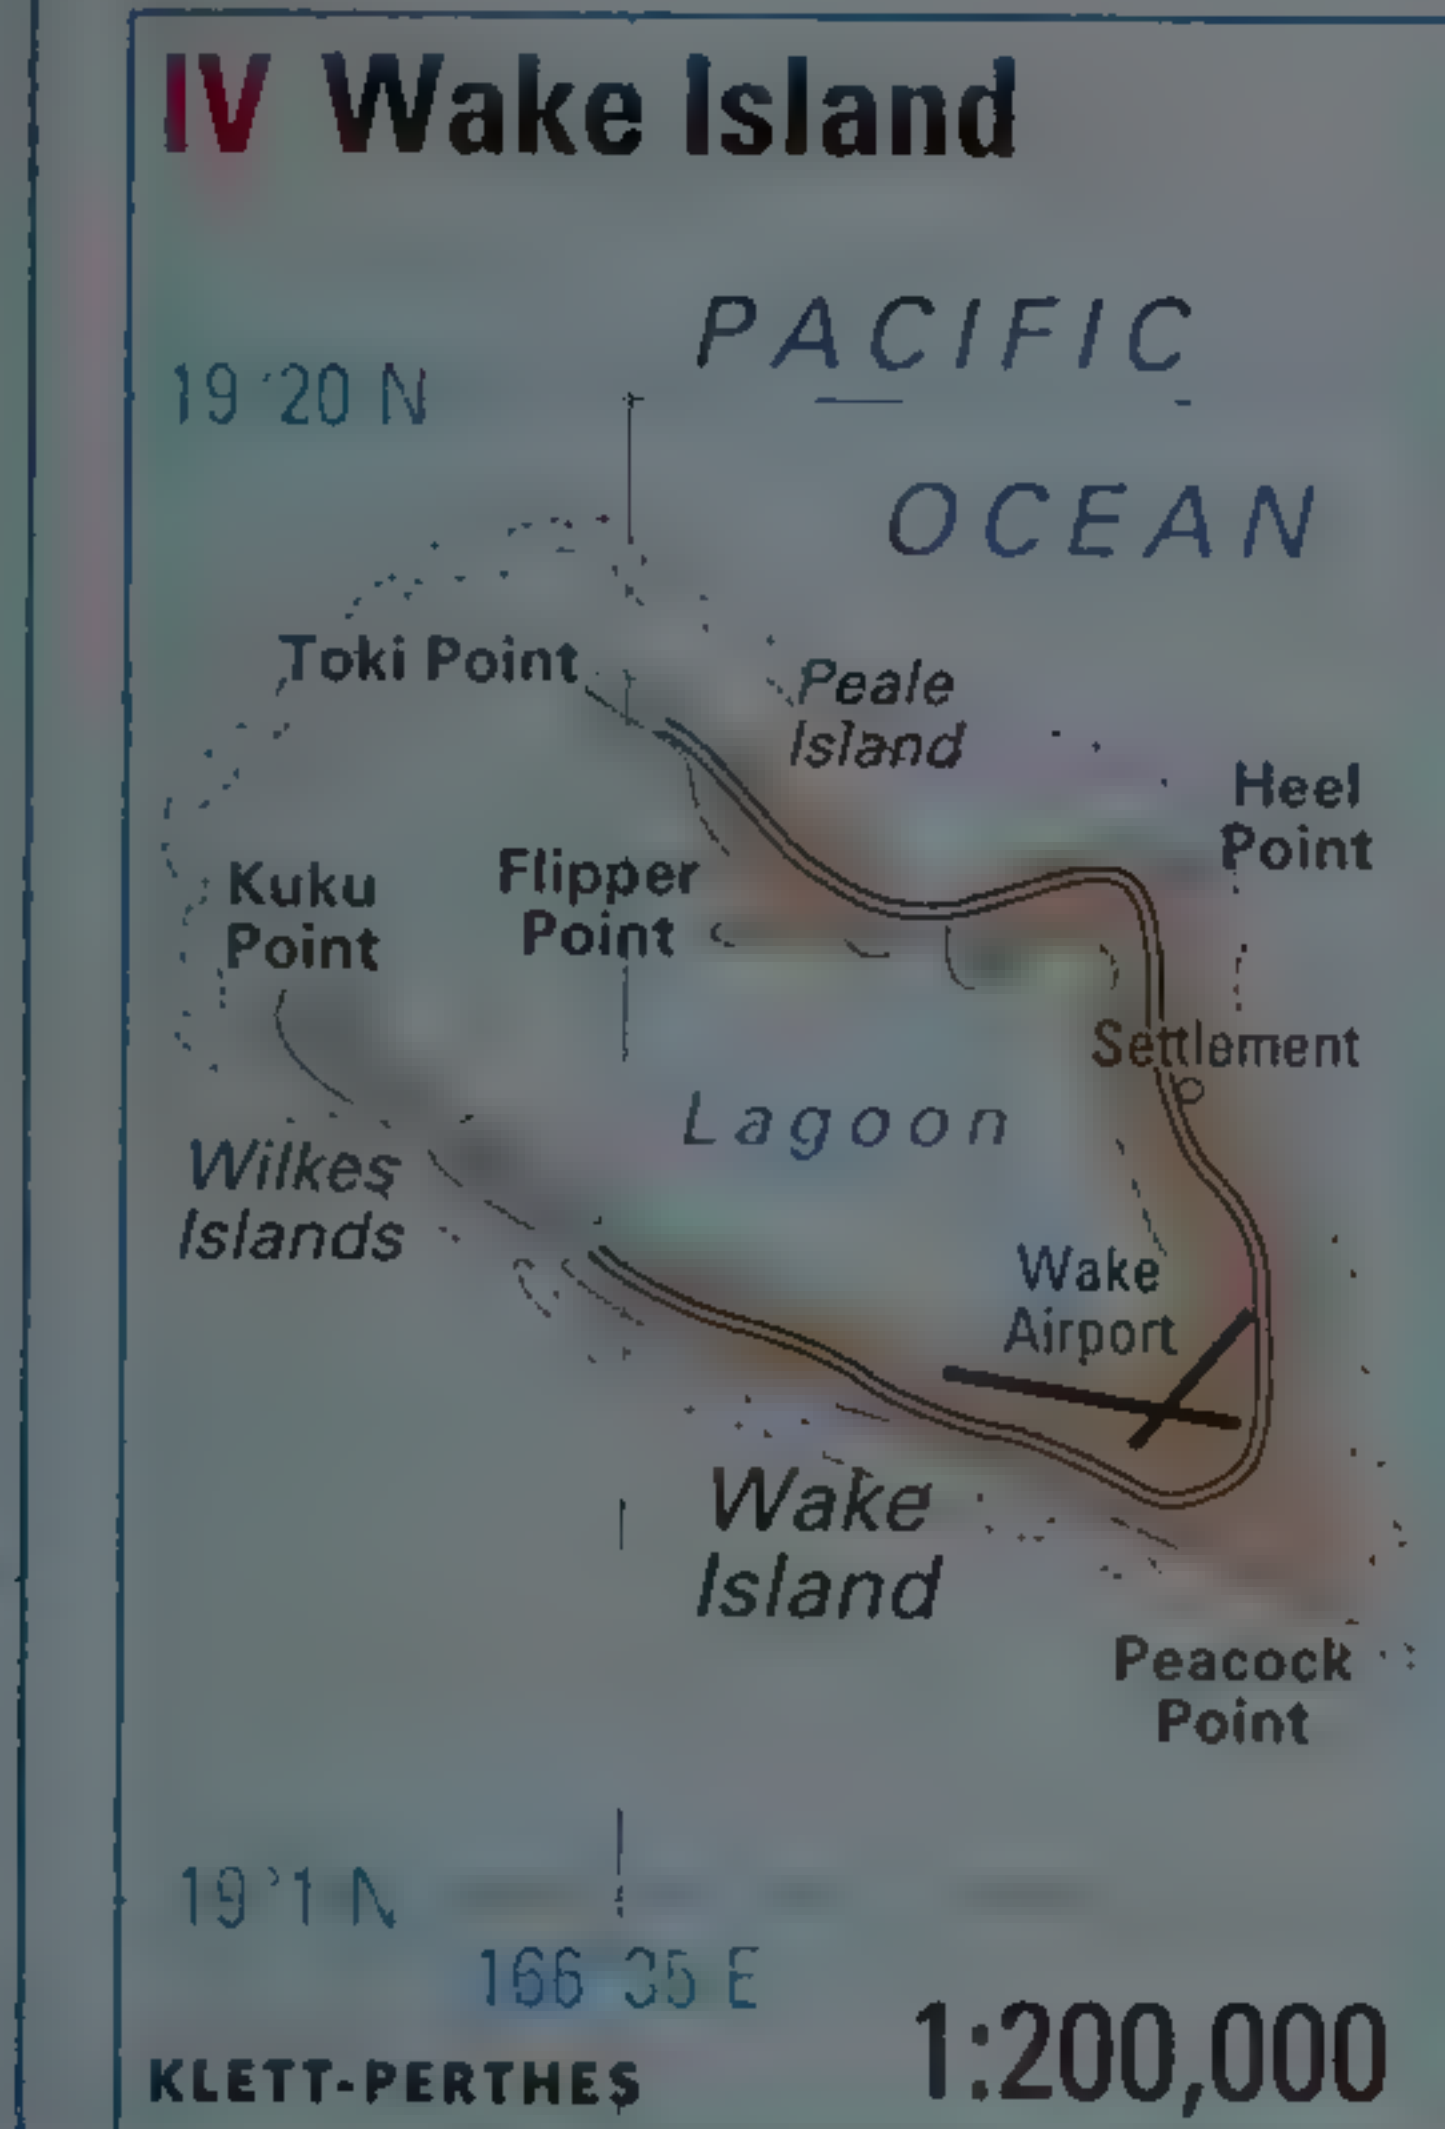 IV Wake Island
PACIFIC
19°20 N
OCEAN
Toki Point
Peale
Island
Heel
Point
Kuku
Point
Flipper
Point
Settlement
Lagoon
Wilkes
Islands
Wake
Airport
Wake
Island
Peacock
Point
19°1 N
166 35 E
1:200,000
KLETT-PERTHES